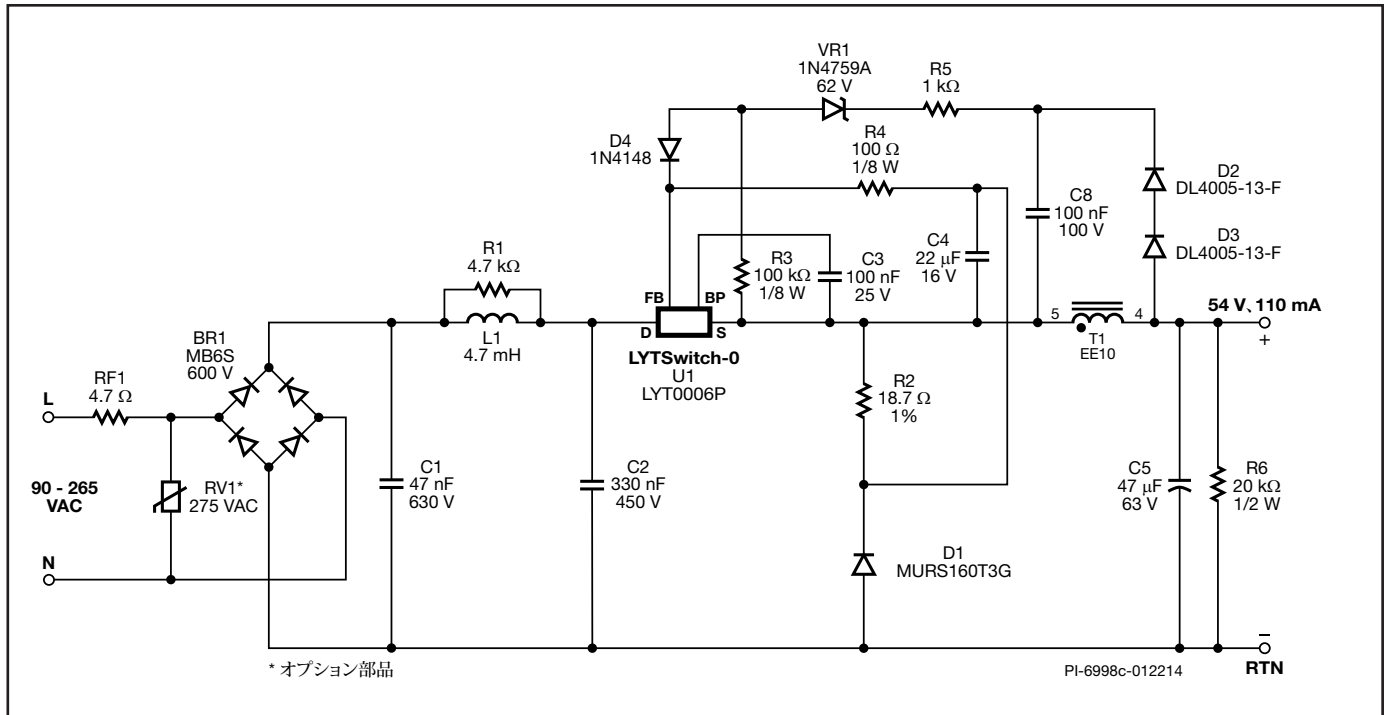 VR1
1N4759A
62 V
R5
1 kΩ
D4
1N4148
R4
100 Ω
1/8 W
D2
DL4005-13-F
C8
100 nF
100 V
D3
DL4005-13-F
R1
4.7 kΩ
R3
100 kΩ
1/8 W
C3
100 nF
25 V
C4
22 µF
16 V
FB
BP
D
S
L1
4.7 mH
LYTSwitch-0
U1
LYT0006P
5
4
T1
EE10
54 V、110 mA
+
BR1
MB6S
600 V
RF1
4.7 Ω
L
R2
18.7 Ω
1%
90 - 265
VAC
RV1*
275 VAC
C1
47 nF
630 V
C2
330 nF
450 V
C5
47 µF
63 V
R6
20 kΩ
1/2 W
N
D1
MURS160T3G
–
RTN
* オプション部品
PI-6998c-012214